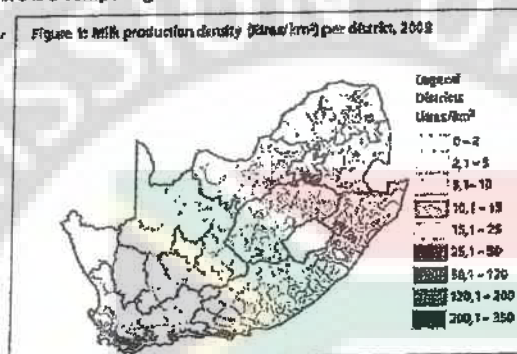 Figure 1: Milk production density (litres/km²) per district, 2008
Legend
Districts
Litres/km²
0 – 2
2,1 – 5
5,1 – 10
10,1 – 15
15,1 – 25
25,1 – 50
50,1 – 120
120,1 – 200
200,1 – 350